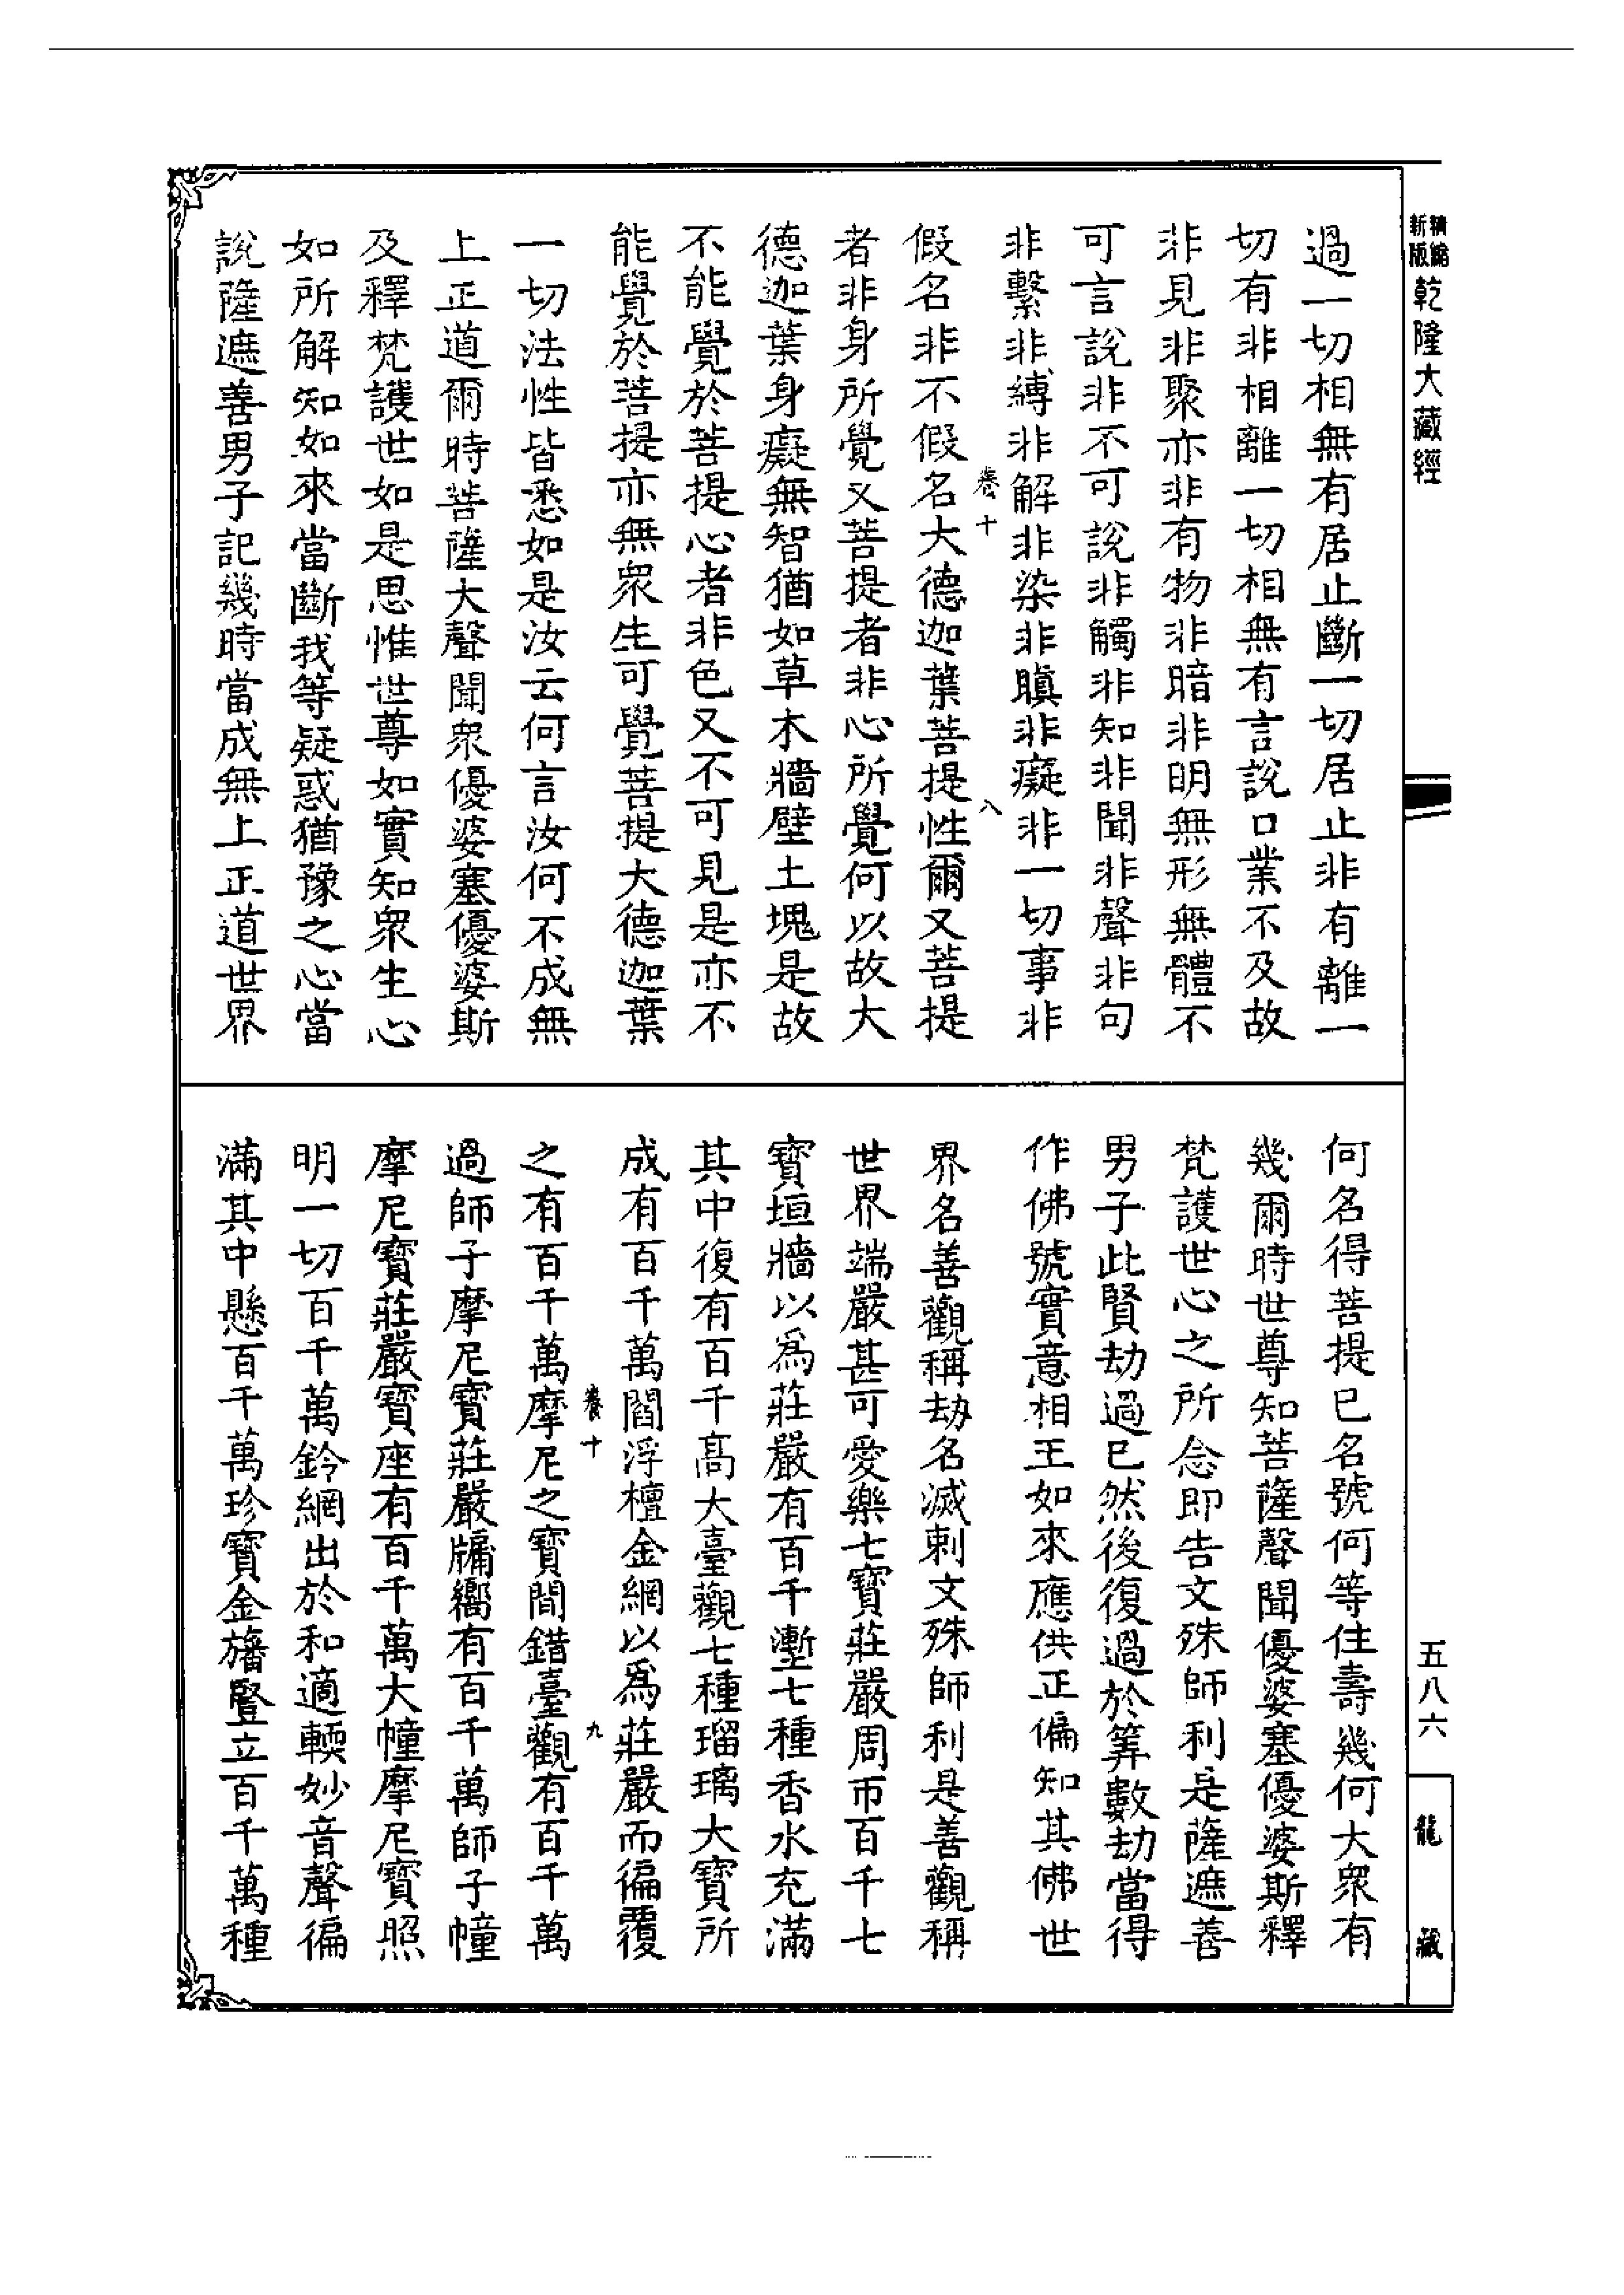 新版精縮 乾隆大藏經
過一切相無有居止斷一切居止非有離一
切有非相離一切相無有言說口業不及故
非見非聚亦非有物非暗非明無形無體不
可言說非不可說非觸非知非聞非聲非句
非繫非縛非解非染非瞋非癡非一切事非
卷十 八
假名非不假名大德迦葉菩提性爾又菩提
者非身所覺又菩提者非心所覺何以故大
德迦葉身癡無智猶如草木牆壁土塊是故
不能覺於菩提心者非色又不可見是亦不
能覺於菩提亦無眾生可覺菩提大德迦葉
一切法性皆悉如是汝云何言汝何不成無
上正道爾時菩薩大聲聞眾優婆塞優婆斯
及釋梵護世如是思惟世尊如實知眾生心
如所解知如來當斷我等疑惑猶豫之心當
說薩遮善男子記幾時當成無上正道世界
何名得菩提已名號何等住壽幾何大眾有
幾爾時世尊知菩薩聲聞優婆塞優婆斯釋
梵護世心之所念即告文殊師利是薩遮善
男子此賢劫過已然後復過於筭數劫當得
作佛號實意相王如來應供正徧知其佛世
界名善觀稱劫名滅剌文殊師利是善觀稱
世界端嚴甚可愛樂七寶莊嚴周帀百千七
寶垣牆以為莊嚴有百千塹七種香水充滿
其中復有百千高大臺觀七種瑠璃大寶所
成有百千萬閻浮檀金網以為莊嚴而徧覆
卷十 九
之有百千萬摩尼之寶間錯臺觀有百千萬
過師子摩尼寶莊嚴牖嚮有百千萬師子幢
摩尼寶莊嚴寶座有百千萬大幢摩尼寶照
明一切百千萬鈴網出於和適輭妙音聲徧
滿其中懸百千萬珍寶金旛豎立百千萬種
五八六
龍藏